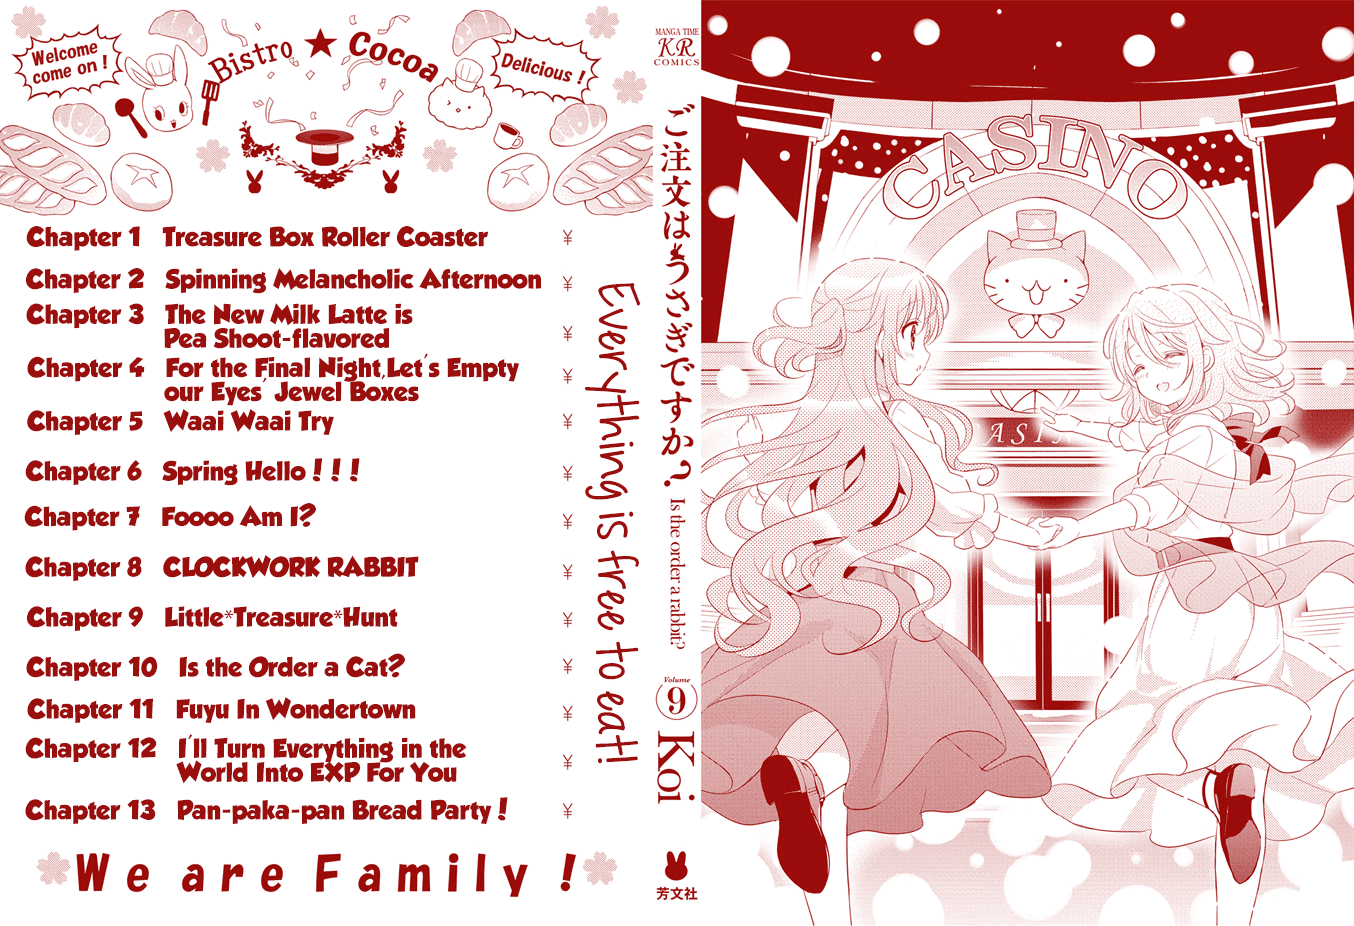 Welcome
come on !
Bistro ★ Cocoa
Delicious !
Chapter 1 Treasure Box Roller Coaster ¥
Chapter 2 Spinning Melancholic Afternoon ¥
Chapter 3 The New Milk Latte is
Pea Shoot-flavored ¥
Chapter 4 For the Final Night,Let's Empty
our Eyes' Jewel Boxes ¥
Chapter 5 Waai Waai Try ¥
Chapter 6 Spring Hello!!! ¥
Chapter 7 Foooo Am I? ¥
Chapter 8 CLOCKWORK RABBIT ¥
Chapter 9 Little*Treasure*Hunt ¥
Chapter 10 Is the Order a Cat? ¥
Chapter 11 Fuyu In Wondertown ¥
Chapter 12 I'll Turn Everything in the
World Into EXP For You ¥
Chapter 13 Pan-paka-pan Bread Party! ¥
We are Family !
Everything is free to eat!
MANGA TIME
KR
COMICS
ご注文はうさぎですか?
Is the order a rabbit?
Volume
9
Koi
芳文社
CASINO
ASIN